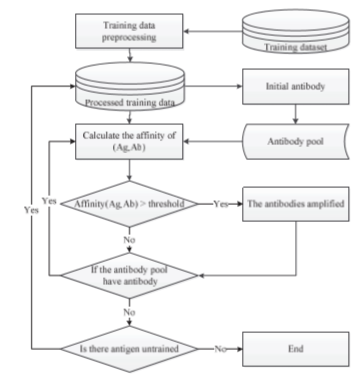 Training data
preprocessing
Training dataset
Processed training data
Initial antibody
Calculate the affinity of
(Ag,Ab)
Antibody pool
Yes
Yes
Affinity(Ag,Ab) > threshold
Yes
The antibodies amplified
No
If the antibody pool
have antibody
No
Is there antigen untrained
No
End